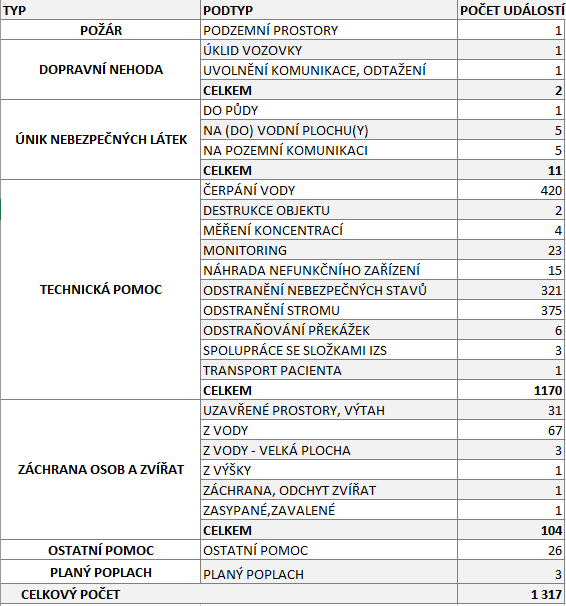 TYP PODTYP POČET UDÁLOSTÍ
POŽÁR PODZEMNÍ PROSTORY 1
ÚKLID VOZOVKY 1
DOPRAVNÍ NEHODA UVOLNĚNÍ KOMUNIKACE, ODTAŽENÍ 1
CELKEM 2
DO PŮDY 1
NA (DO) VODNÍ PLOCHU(Y) 5
ÚNIK NEBEZPEČNÝCH LÁTEK NA POZEMNÍ KOMUNIKACI 5
CELKEM 11
ČERPÁNÍ VODY 420
DESTRUKCE OBJEKTU 2
MĚŘENÍ KONCENTRACÍ 4
MONITORING 23
NÁHRADA NEFUNKČNÍHO ZAŘÍZENÍ 15
TECHNICKÁ POMOC ODSTRANĚNÍ NEBEZPEČNÝCH STAVŮ 321
ODSTRANĚNÍ STROMU 375
ODSTRAŇOVÁNÍ PŘEKÁŽEK 6
SPOLUPRÁCE SE SLOŽKAMI IZS 3
TRANSPORT PACIENTA 1
CELKEM 1170
UZAVŘENÉ PROSTORY, VÝTAH 31
Z VODY 67
Z VODY - VELKÁ PLOCHA 3
ZÁCHRANA OSOB A ZVÍŘAT Z VÝŠKY 1
ZÁCHRANA, ODCHYT ZVÍŘAT 1
ZASYPANÉ,ZAVALENÉ 1
CELKEM 104
OSTATNÍ POMOC OSTATNÍ POMOC 26
PLANÝ POPLACH PLANÝ POPLACH 3
CELKOVÝ POČET 1 317